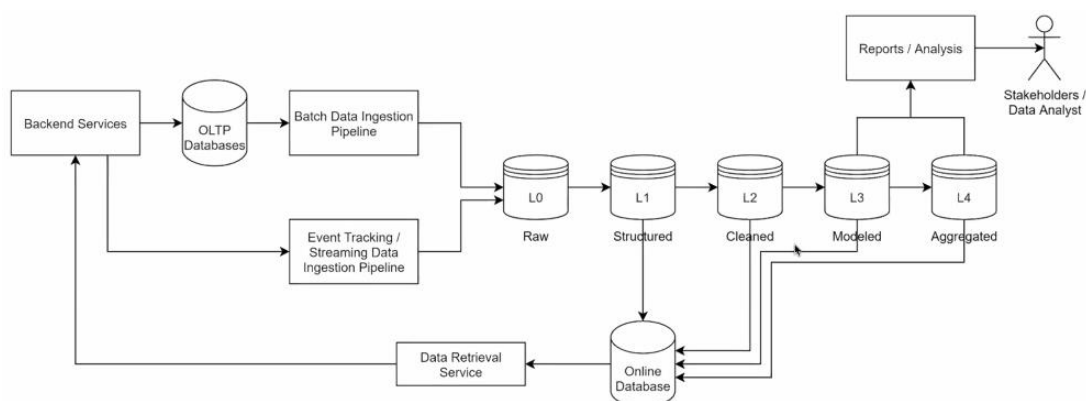 Reports / Analysis
Stakeholders /
Data Analyst
Backend Services
OLTP
Databases
Batch Data Ingestion
Pipeline
L0
L1
L2
L3
L4
Raw
Structured
Cleaned
Modeled
Aggregated
Event Tracking /
Streaming Data
Ingestion Pipeline
Data Retrieval
Service
Online
Database